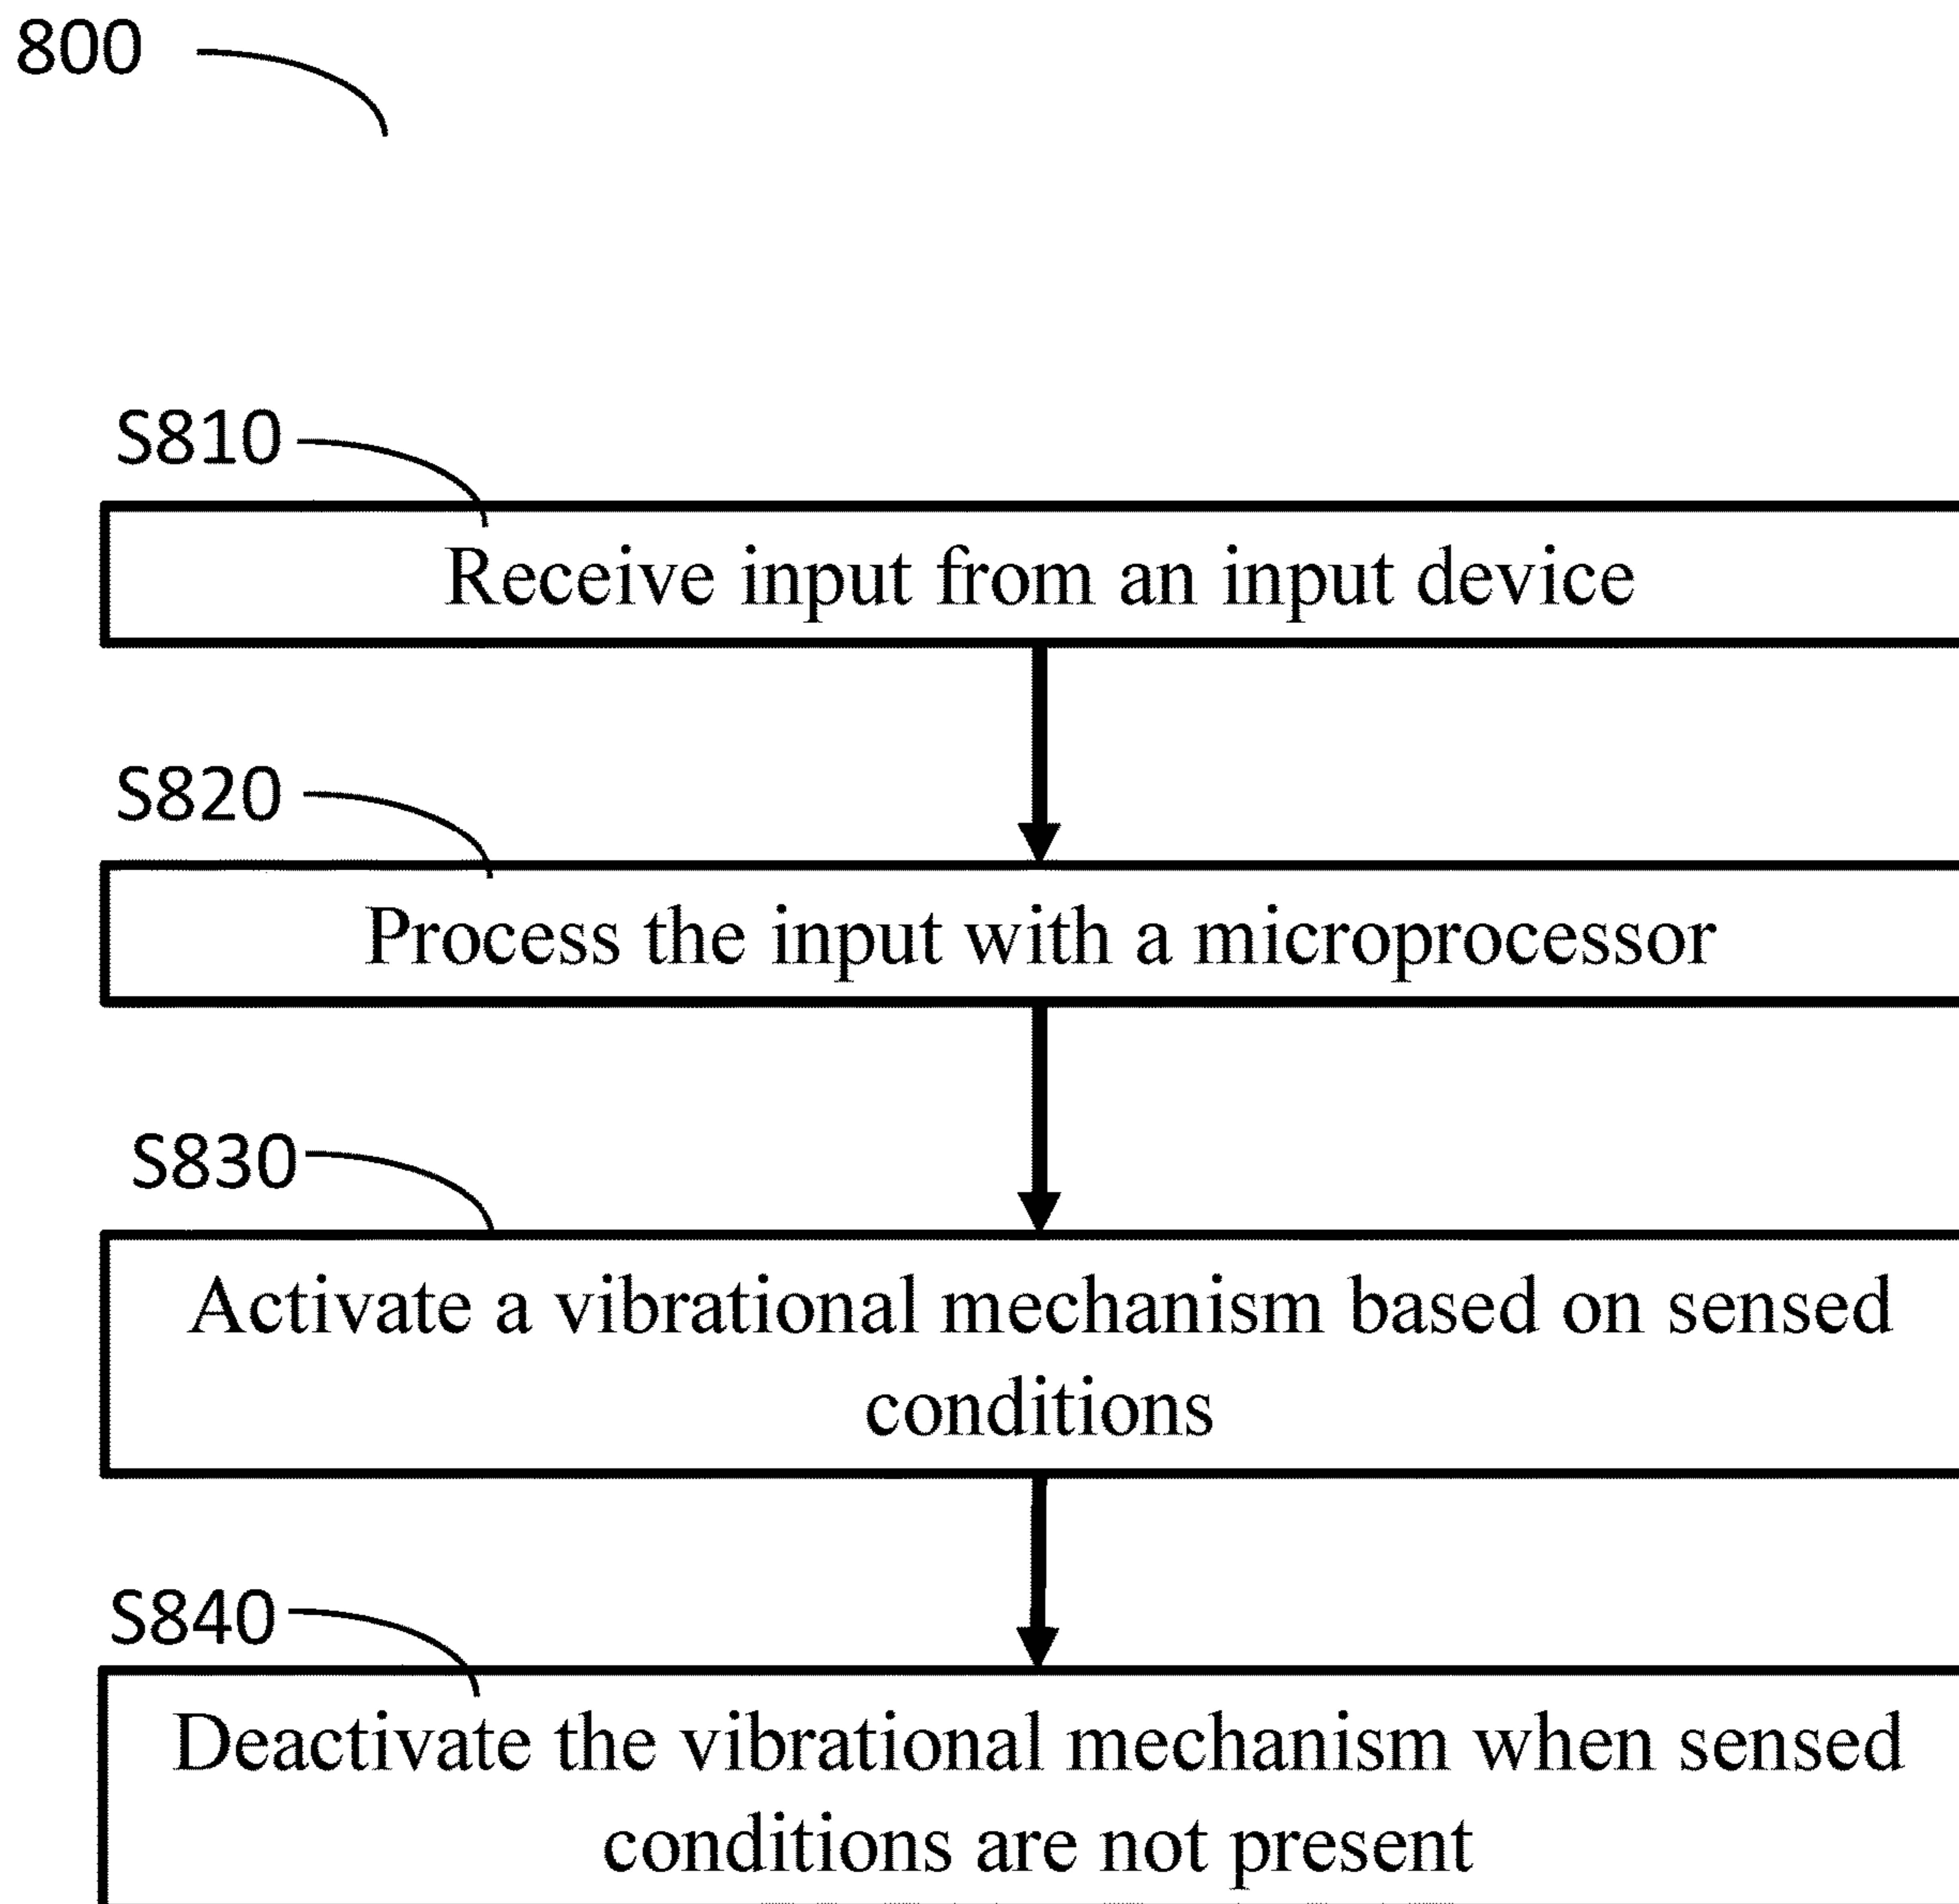 800
S810
Receive input from an input device
S820
Process the input with a microprocessor
S830
Activate a vibrational mechanism based on sensed
conditions
S840
Deactivate the vibrational mechanism when sensed
conditions are not present